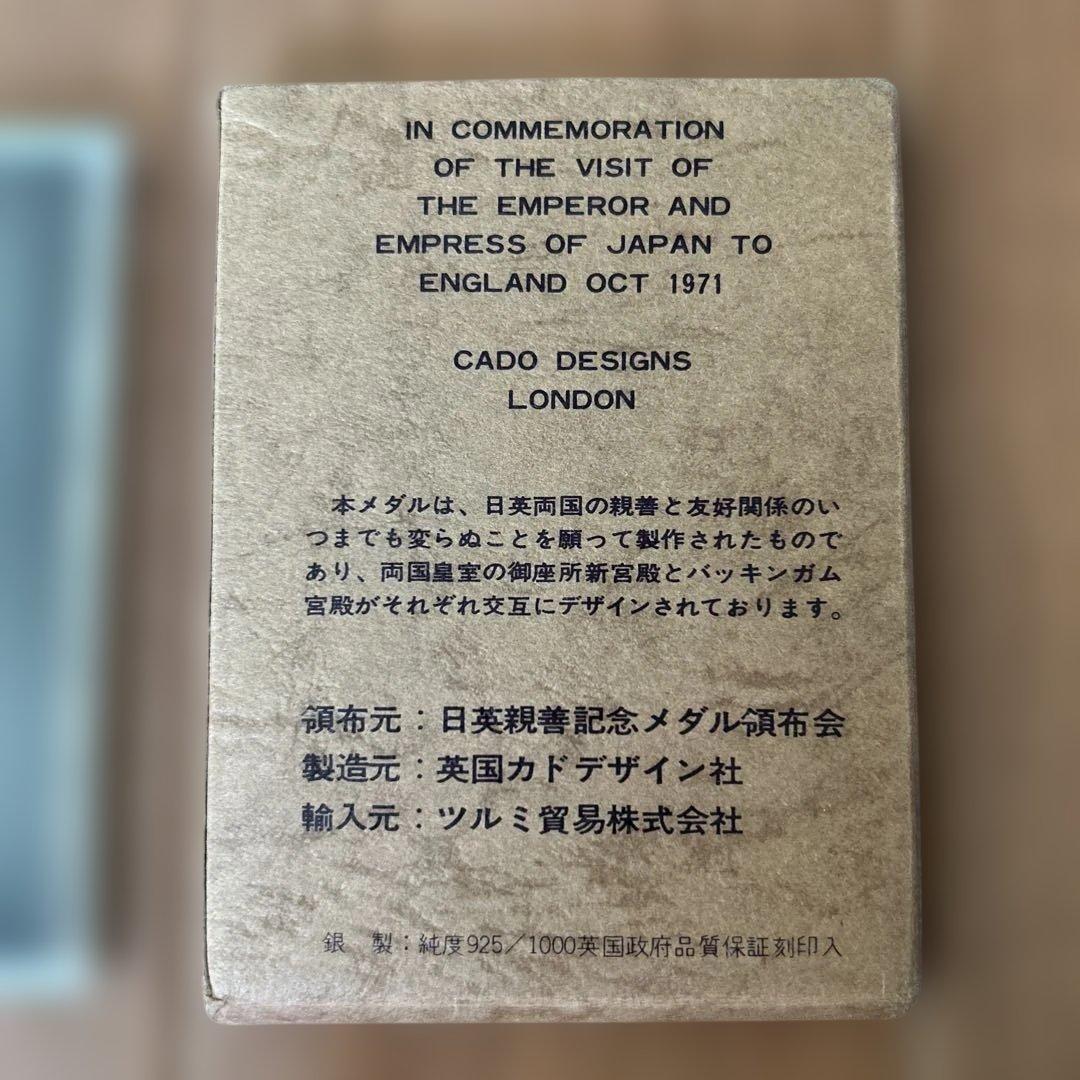 IN COMMEMORATION
OF THE VISIT OF
THE EMPEROR AND
EMPRESS OF JAPAN TO
ENGLAND OCT 1971
CADO DESIGNS
LONDON
本メダルは、日英両国の親善と友好関係のい
つまでも変らぬことを願って製作されたもので
あり、両国皇室の御座所新宮殿とバッキンガム
宮殿がそれぞれ交互にデザインされております。
領布元：日英親善記念メダル領布会
製造元：英国カドデザイン社
輸入元：ツルミ貿易株式会社
銀　製：純度925／1000英国政府品質保証刻印入